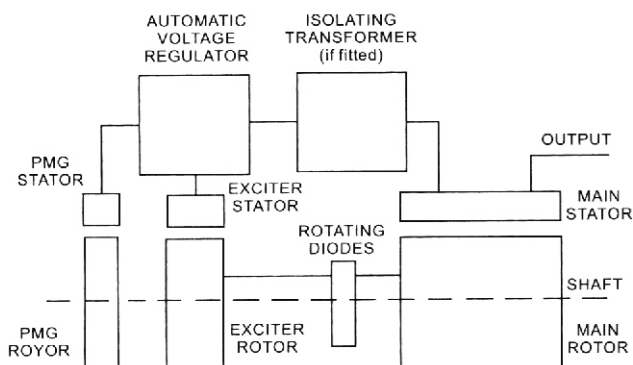 AUTOMATIC
VOLTAGE
REGULATOR
ISOLATING
TRANSFORMER
(if fitted)
OUTPUT
PMG
STATOR
EXCITER
STATOR
MAIN
STATOR
ROTATING
DIODES
SHAFT
PMG
ROYOR
EXCITER
ROTOR
MAIN
ROTOR